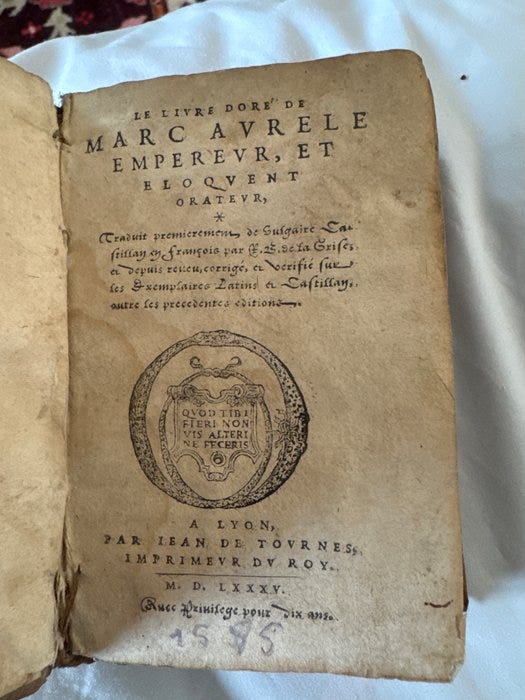 LE LIVRE DORE' DE
MARC AVRELE
EMPEREVR, ET
ELOQVENT
ORATEVR,
*
Traduit premierement de vulgaire Ca-
stillan en François par R. B. de la Grise,
et depuis reveu, corrigé, et verifié sur
les Exemplaires Latins et Castillans,
outre les precedentes editions.
QVOD TIBI
FIERI NON
VIS ALTERI
NE FECERIS
A LYON,
PAR IEAN DE TOVRNES,
IMPRIMEVR DV ROY.
M. D. LXXXV.
Avec Privilege pour dix ans.
1585